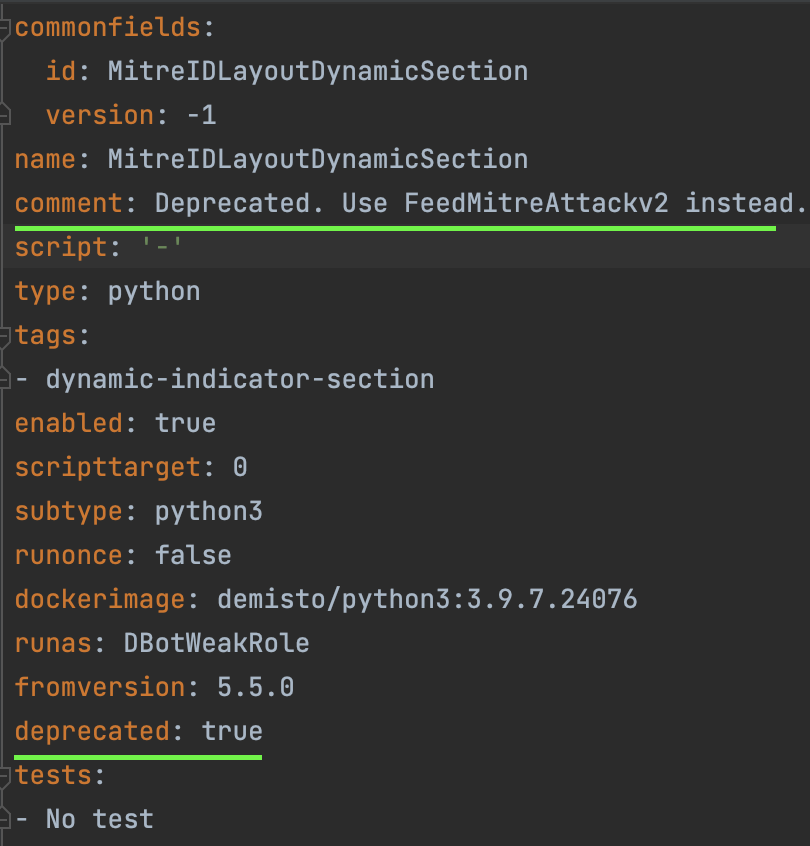 commonfields:
id: MitreIDLayoutDynamicSection
version: -1
name: MitreIDLayoutDynamicSection
comment: Deprecated. Use FeedMitreAttackv2 instead.
script: '-'
type: python
tags:
- dynamic-indicator-section
enabled: true
scripttarget: 0
subtype: python3
runonce: false
dockerimage: demisto/python3:3.9.7.24076
runas: DBotWeakRole
fromversion: 5.5.0
deprecated: true
tests:
- No test